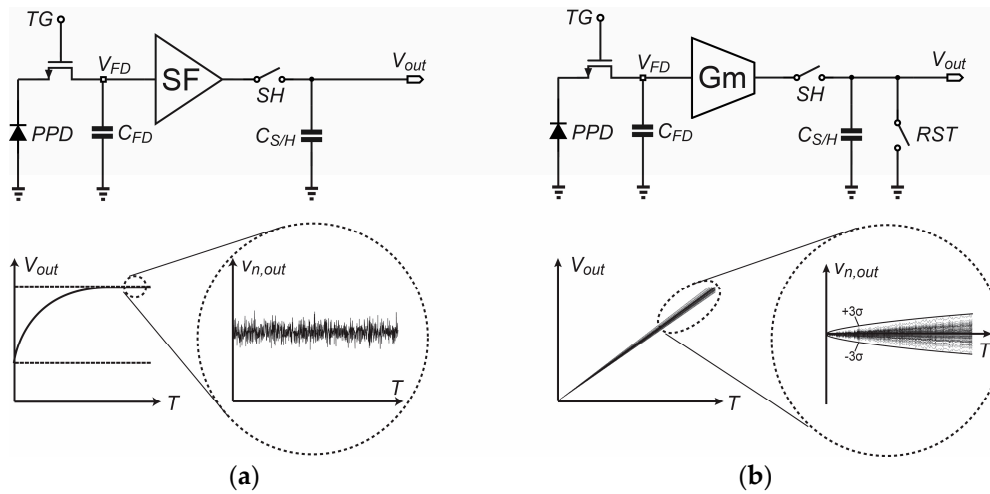 TG
V_FD
SF
V_out
SH
PPD
C_FD
C_S/H
V_out
T
v_n,out
T
(a)
TG
V_FD
Gm
V_out
SH
PPD
C_FD
C_S/H
RST
V_out
T
v_n,out
+3σ
-3σ
T
(b)